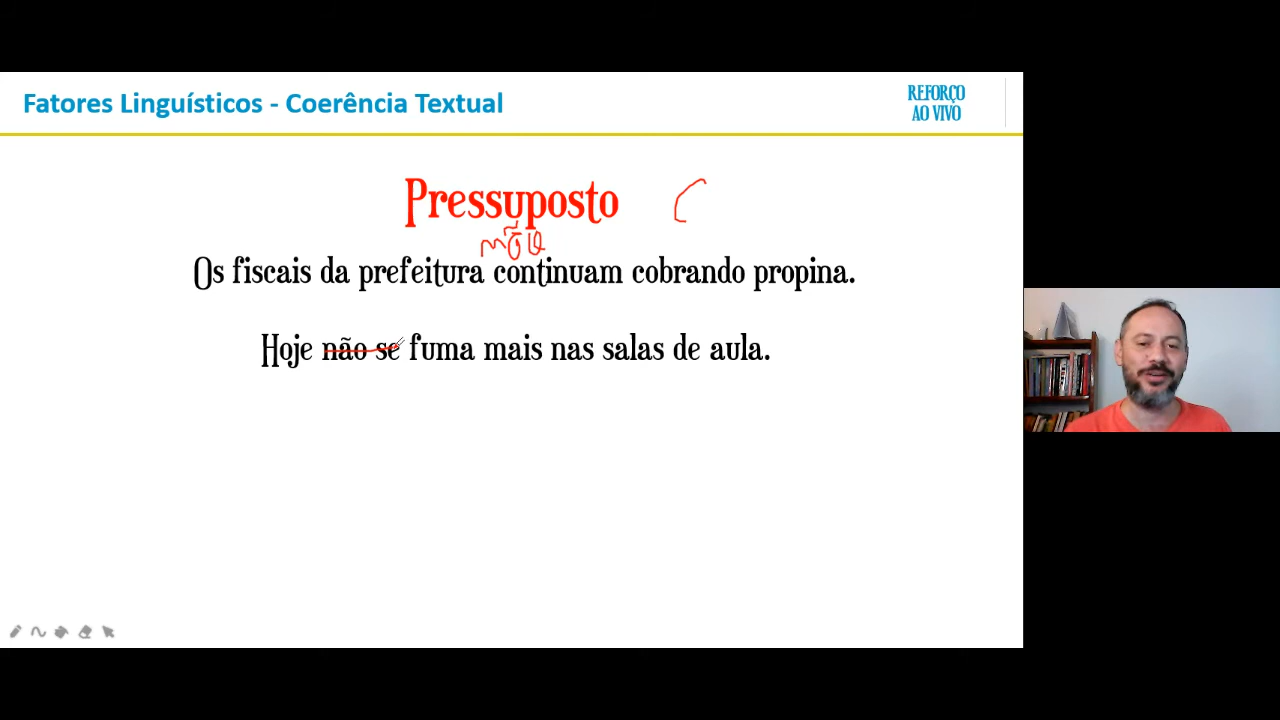 Fatores Linguísticos - Coerência Textual
REFORÇO
AO VIVO
Pressuposto
não
Os fiscais da prefeitura continuam cobrando propina.
Hoje não se fuma mais nas salas de aula.